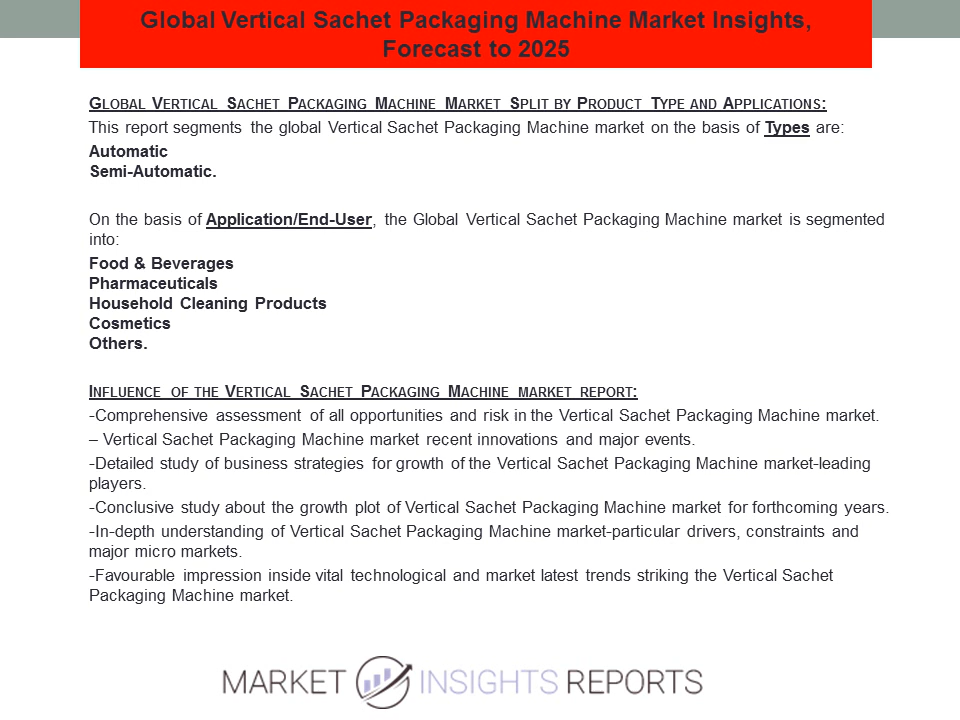 Global Vertical Sachet Packaging Machine Market Insights,
Forecast to 2025
GLOBAL VERTICAL SACHET PACKAGING MACHINE MARKET SPLIT BY PRODUCT TYPE AND APPLICATIONS:
This report segments the global Vertical Sachet Packaging Machine market on the basis of Types are:
Automatic
Semi-Automatic.
On the basis of Application/End-User, the Global Vertical Sachet Packaging Machine market is segmented
into:
Food & Beverages
Pharmaceuticals
Household Cleaning Products
Cosmetics
Others.
INFLUENCE OF THE VERTICAL SACHET PACKAGING MACHINE MARKET REPORT:
-Comprehensive assessment of all opportunities and risk in the Vertical Sachet Packaging Machine market.
– Vertical Sachet Packaging Machine market recent innovations and major events.
-Detailed study of business strategies for growth of the Vertical Sachet Packaging Machine market-leading
players.
-Conclusive study about the growth plot of Vertical Sachet Packaging Machine market for forthcoming years.
-In-depth understanding of Vertical Sachet Packaging Machine market-particular drivers, constraints and
major micro markets.
-Favourable impression inside vital technological and market latest trends striking the Vertical Sachet
Packaging Machine market.
MARKET INSIGHTS REPORTS